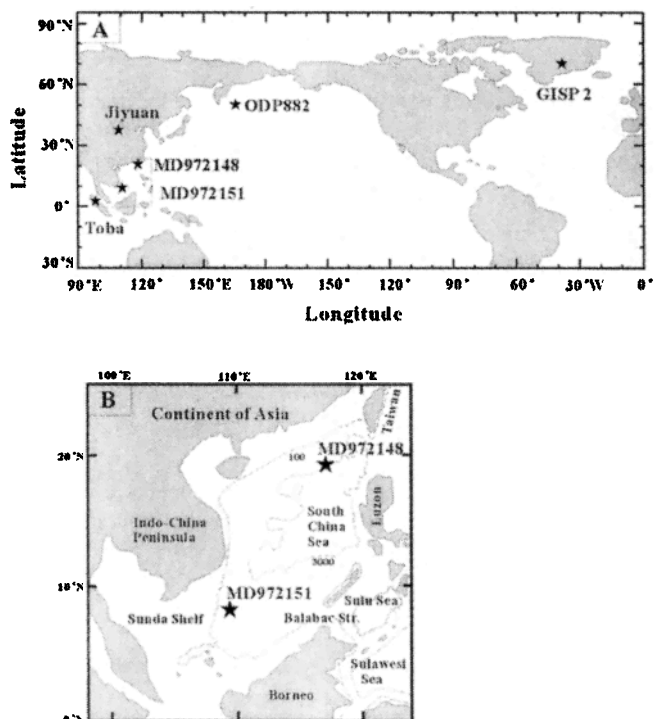 A
90°N
60°N
30°N
0°
30°N
Latitude
Jiyuan
ODP882
GISP 2
MD972148
MD972151
Toba
90°E 120° 150°E 180°W 120° 90° 60° 30°W 0°
Longitude
100°E 110°E 120°E
B
Continent of Asia
Taiwan
MD972148
20°N
100
Luzon
South
China
Sea
Indo-China
Peninsula
3000
10°N
MD972151
Sulu Sea
Sunda Shelf
Balabac Str.
Sulawesi
Sea
Borneo
0°N